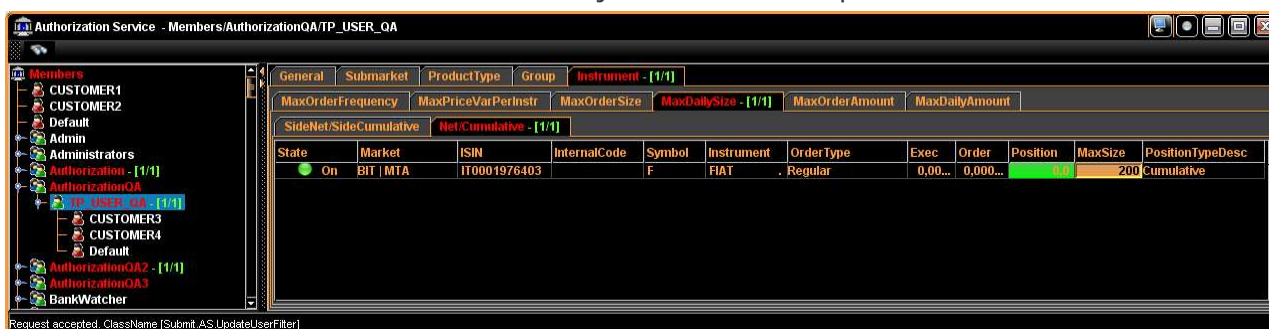 Authorization Service - Members/AuthorizationQA/TP_USER_QA
Members
CUSTOMER1
CUSTOMER2
Default
Admin
Administrators
Authorization - [1/1]
AuthorizationQA
TP_USER_QA - [1/1]
CUSTOMER3
CUSTOMER4
Default
AuthorizationQA2 - [1/1]
AuthorizationQA3
BankWatcher
General Submarket ProductType Group Instrument - [1/1]
MaxOrderFrequency MaxPriceVarPerInstr MaxOrderSize MaxDailySize - [1/1] MaxOrderAmount MaxDailyAmount
SideNet/SideCumulative Net/Cumulative - [1/1]
State Market ISIN InternalCode Symbol Instrument OrderType Exec Order Position MaxSize PositionTypeDesc
On BIT | MTA IT0001976403 F FIAT . Regular 0,00... 0,000... 0,0 200 Cumulative
Request accepted. ClassName [Submit.AS.UpdateUserFilter]